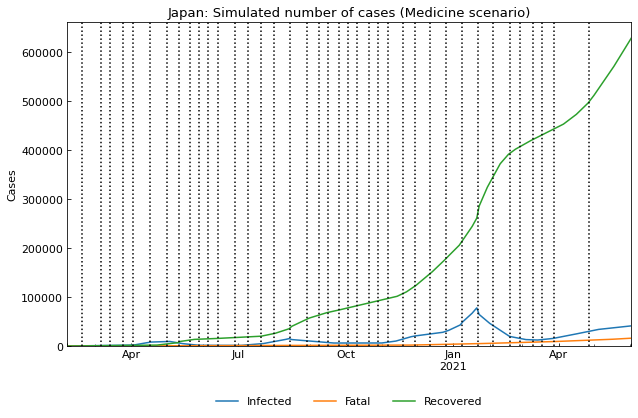 Japan: Simulated number of cases (Medicine scenario)
Cases
600000
500000
400000
300000
200000
100000
0
Apr
Jul
Oct
Jan
2021
Apr
Infected
Fatal
Recovered